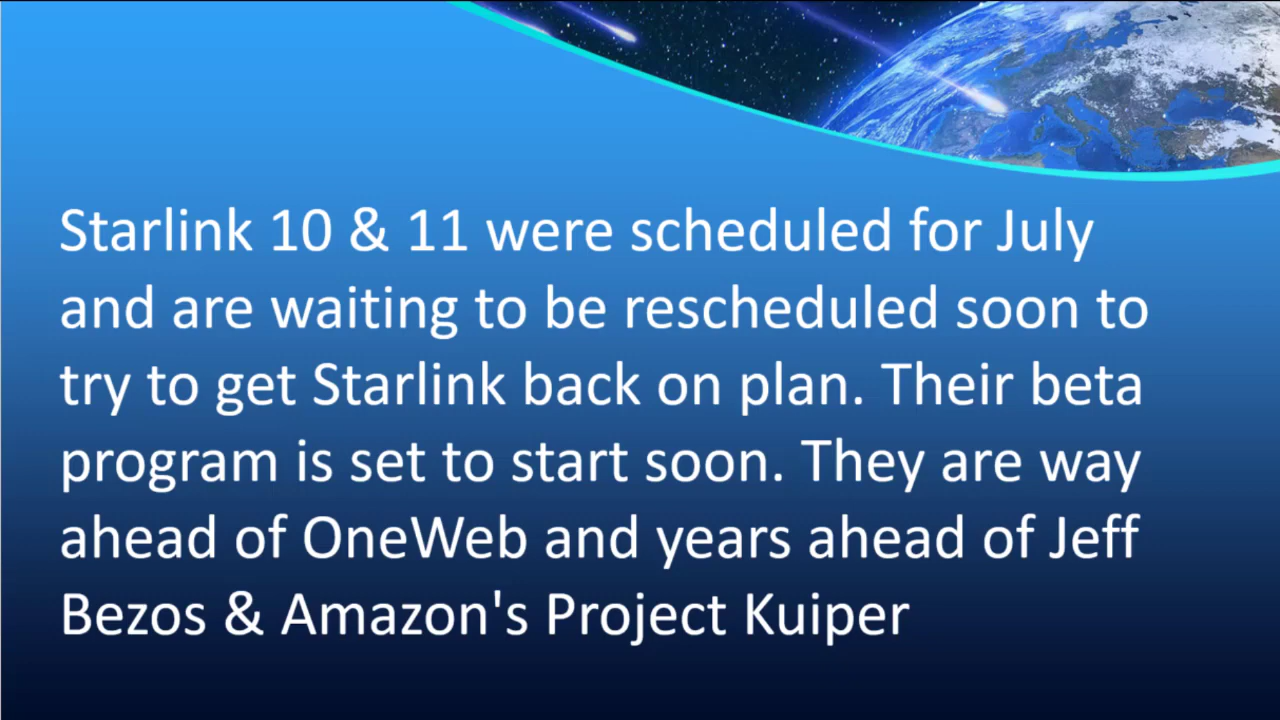 Starlink 10 & 11 were scheduled for July
and are waiting to be rescheduled soon to
try to get Starlink back on plan. Their beta
program is set to start soon. They are way
ahead of OneWeb and years ahead of Jeff
Bezos & Amazon's Project Kuiper